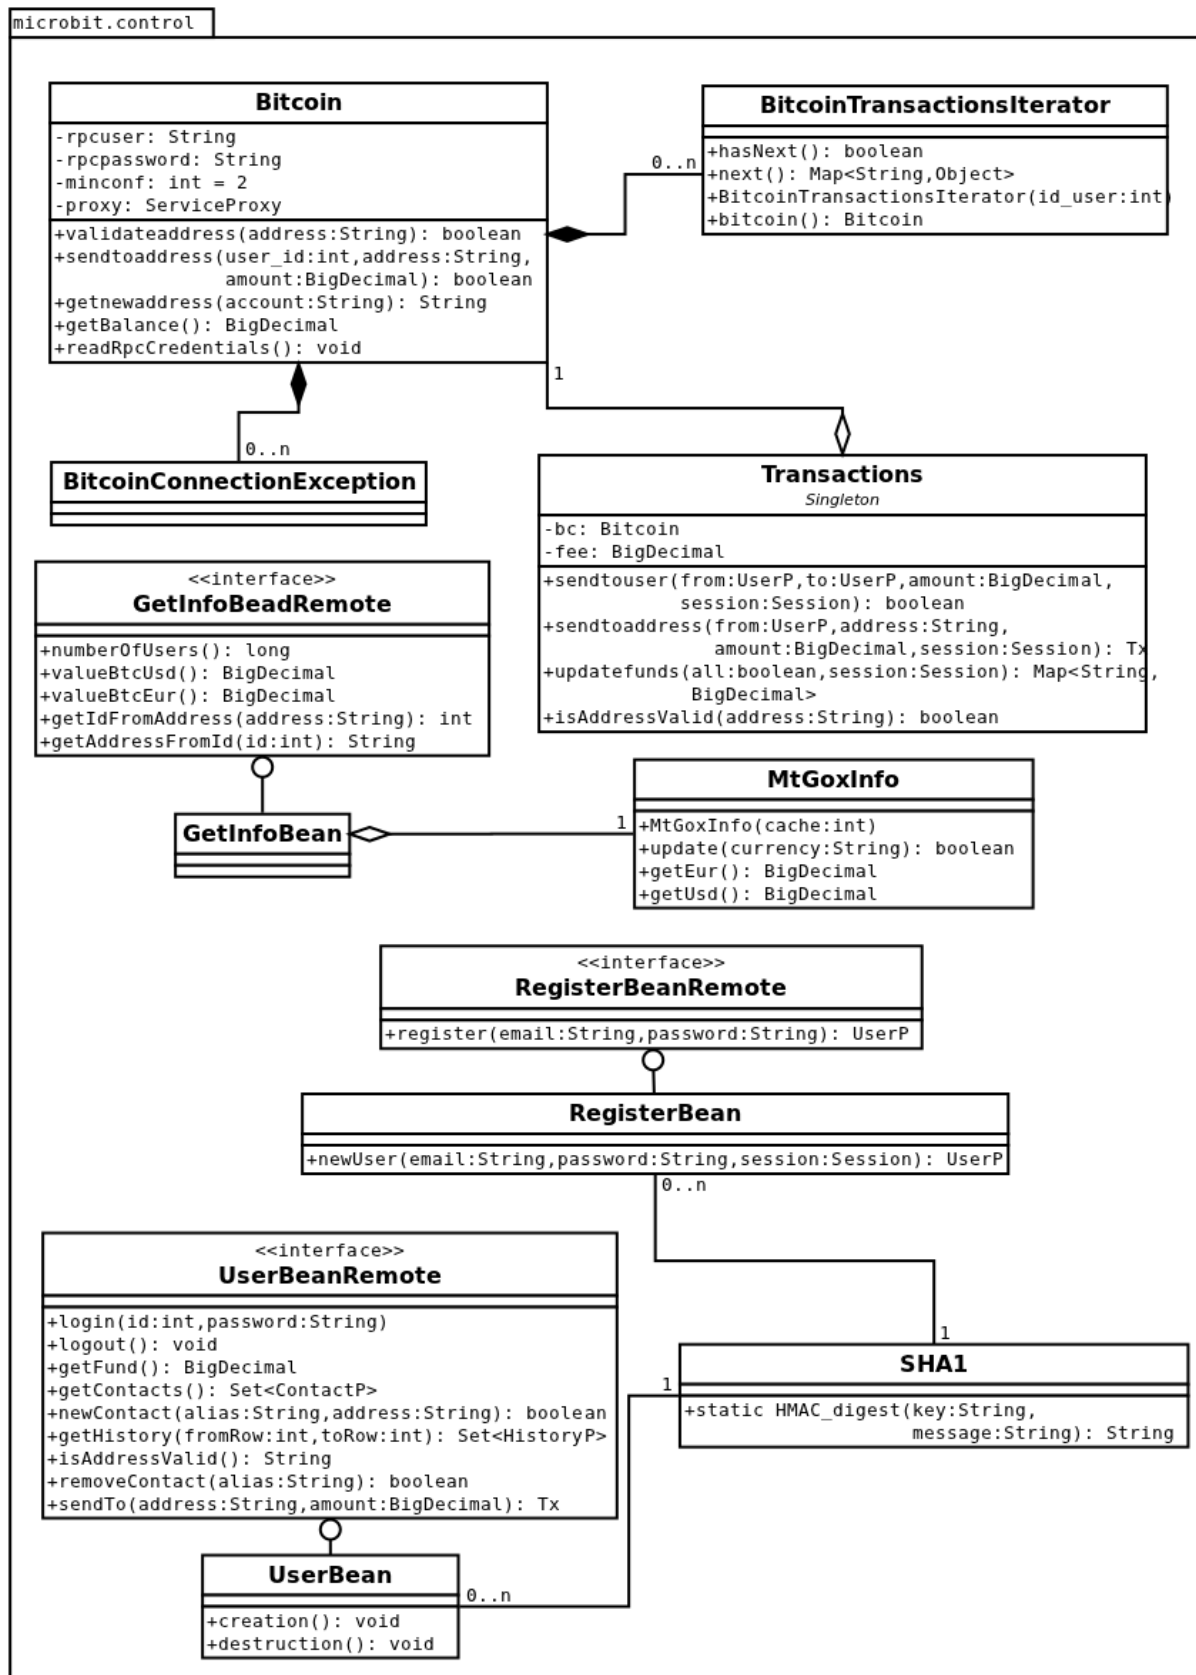 microbit.control
Bitcoin
-rpcuser: String
-rpcpassword: String
-minconf: int = 2
-proxy: ServiceProxy
+validateaddress(address:String): boolean
+sendtoaddress(user_id:int,address:String,
amount:BigDecimal): boolean
+getnewaddress(account:String): String
+getBalance(): BigDecimal
+readRpcCredentials(): void
BitcoinTransactionsIterator
+hasNext(): boolean
+next(): Map<String,Object>
+BitcoinTransactionsIterator(id_user:int)
+bitcoin(): Bitcoin
0..n
1
0..n
BitcoinConnectionException
Transactions
Singleton
-bc: Bitcoin
-fee: BigDecimal
+sendtouser(from:UserP,to:UserP,amount:BigDecimal,
session:Session): boolean
+sendtoaddress(from:UserP,address:String,
amount:BigDecimal,session:Session): Tx
+updatefunds(all:boolean,session:Session): Map<String,
BigDecimal>
+isAddressValid(address:String): boolean
<<interface>>
GetInfoBeadRemote
+numberOfUsers(): long
+valueBtcUsd(): BigDecimal
+valueBtcEur(): BigDecimal
+getIdFromAddress(address:String): int
+getAddressFromId(id:int): String
GetInfoBean
1
MtGoxInfo
+MtGoxInfo(cache:int)
+update(currency:String): boolean
+getEur(): BigDecimal
+getUsd(): BigDecimal
<<interface>>
RegisterBeanRemote
+register(email:String,password:String): UserP
RegisterBean
+newUser(email:String,password:String,session:Session): UserP
0..n
<<interface>>
UserBeanRemote
+login(id:int,password:String)
+logout(): void
+getFund(): BigDecimal
+getContacts(): Set<ContactP>
+newContact(alias:String,address:String): boolean
+getHistory(fromRow:int,toRow:int): Set<HistoryP>
+isAddressValid(): String
+removeContact(alias:String): boolean
+sendTo(address:String,amount:BigDecimal): Tx
1
1
SHA1
+static HMAC_digest(key:String,
message:String): String
UserBean
+creation(): void
+destruction(): void
0..n